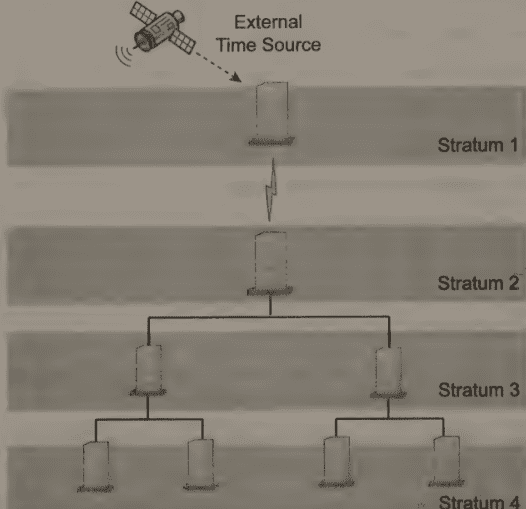 External
Time Source
Stratum 1
Stratum 2
Stratum 3
Stratum 4